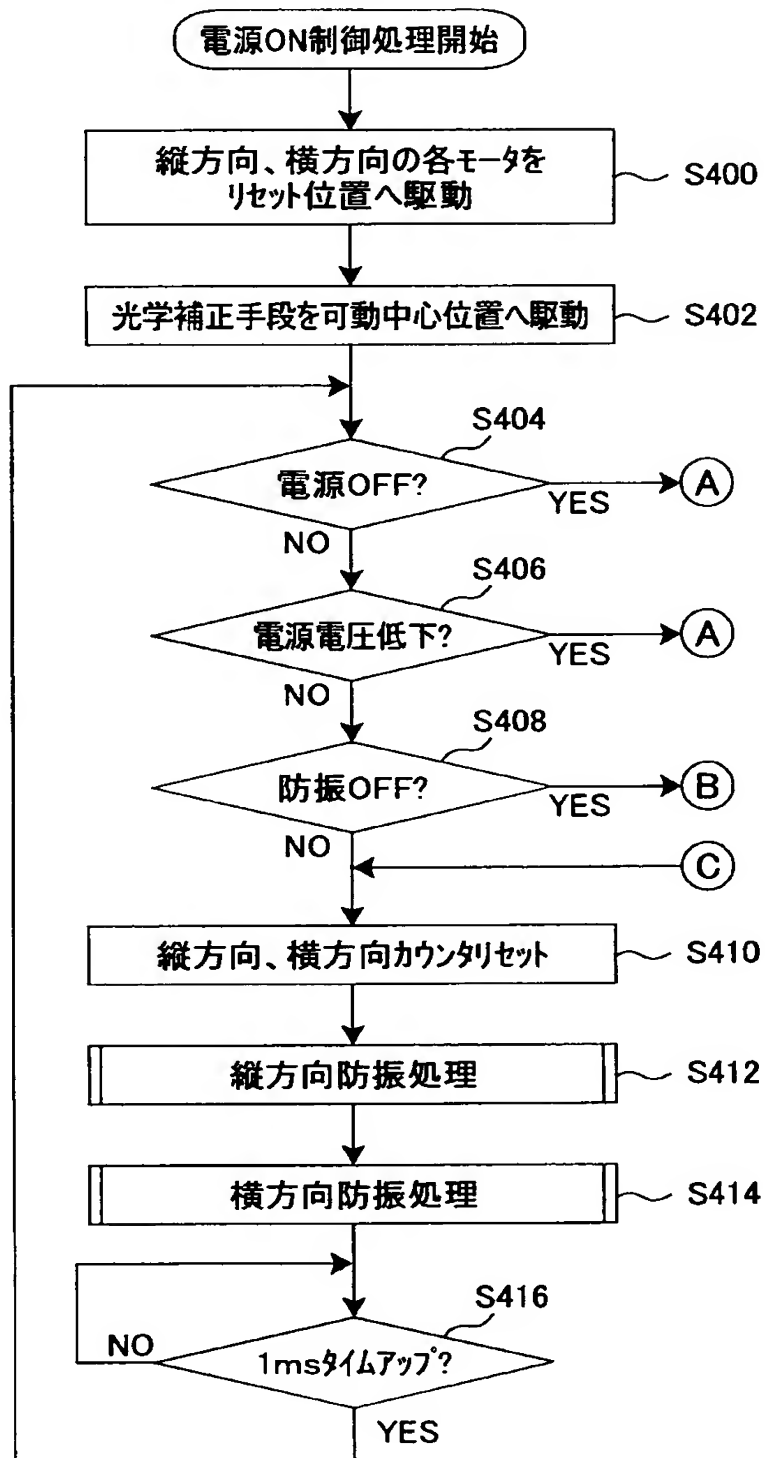 電源ON制御処理開始
縦方向、横方向の各モータを
リセット位置へ駆動
S400
光学補正手段を可動中心位置へ駆動
S402
S404
電源OFF?
YES
A
NO
S406
電源電圧低下?
YES
A
NO
S408
防振OFF?
YES
B
NO
C
縦方向、横方向カウンタリセット
S410
縦方向防振処理
S412
横方向防振処理
S414
S416
NO
1msタイムアップ?
YES